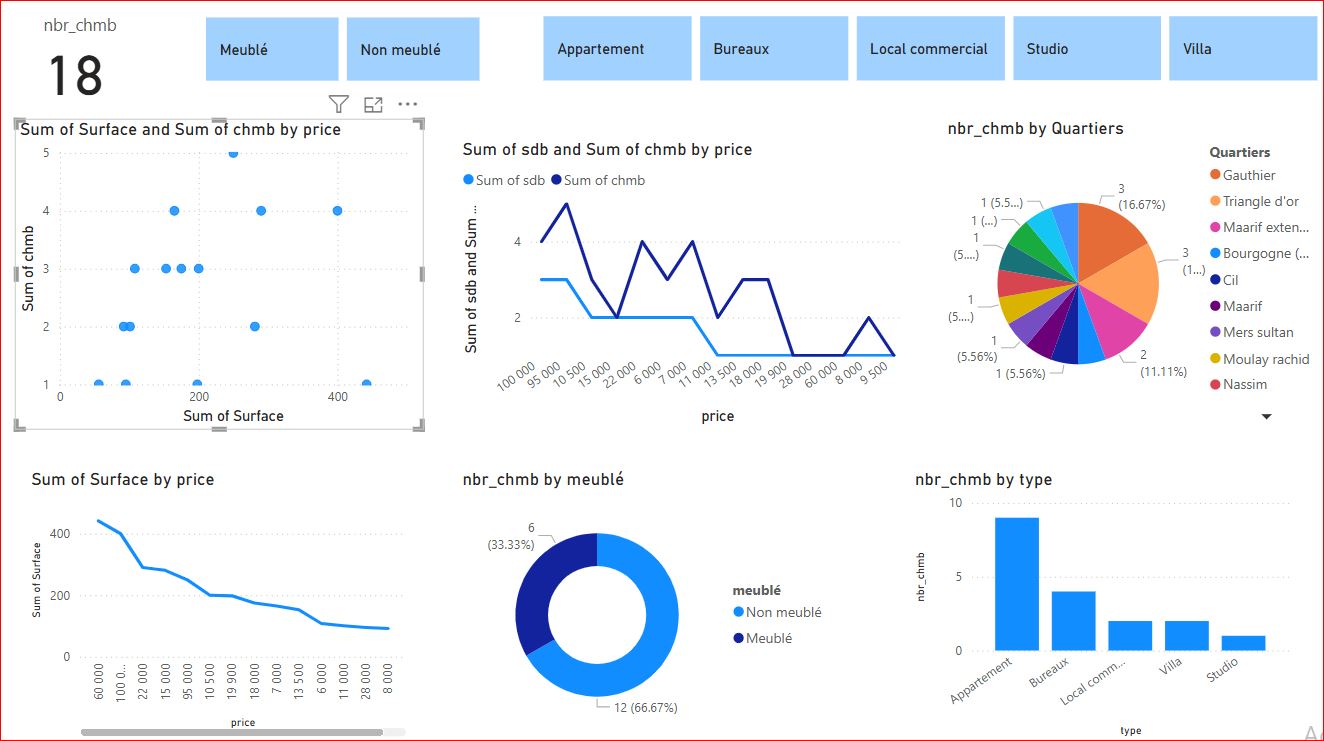 nbr_chmb
18
Meublé
Non meublé
Appartement
Bureaux
Local commercial
Studio
Villa
Sum of Surface and Sum of chmb by price
Sum of chmb
5
4
3
2
1
0
200
400
Sum of Surface
Sum of sdb and Sum of chmb by price
Sum of sdb
Sum of chmb
Sum of sdb and Sum ...
4
2
100 000
95 000
10 500
15 000
22 000
6 000
7 000
11 000
13 500
18 000
19 900
28 000
60 000
8 000
9 500
price
nbr_chmb by Quartiers
3
(16.67%)
3
(1...)
2
(11.11%)
1 (5.56%)
1
(5.56%)
1
(5....)
1
(5....)
1 (...)
1 (5.5...)
Quartiers
Gauthier
Triangle d'or
Maarif exten...
Bourgogne (...
Cil
Maarif
Mers sultan
Moulay rachid
Nassim
Sum of Surface by price
Sum of Surface
400
200
0
60 000
100 0...
22 000
15 000
95 000
10 500
19 900
18 000
7 000
13 500
6 000
11 000
28 000
8 000
price
nbr_chmb by meublé
6
(33.33%)
12 (66.67%)
meublé
Non meublé
Meublé
nbr_chmb by type
nbr_chmb
10
5
0
Appartement
Bureaux
Local comm...
Villa
Studio
type